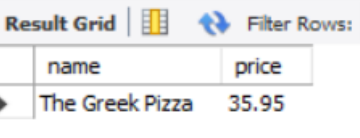 Result Grid Filter Rows:
name price
The Greek Pizza 35.95